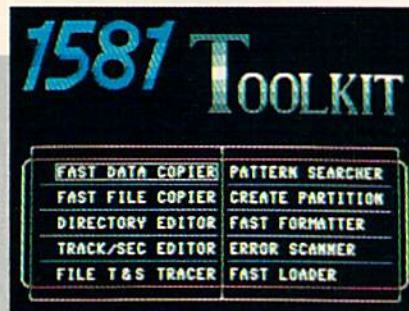 1581 TOOLKIT
FAST DATA COPIER PATTERN SEARCHER
FAST FILE COPIER CREATE PARTITION
DIRECTORY EDITOR FAST FORMATTER
TRACK/SEC EDITOR ERROR SCANNER
FILE T&S TRACER FAST LOADER